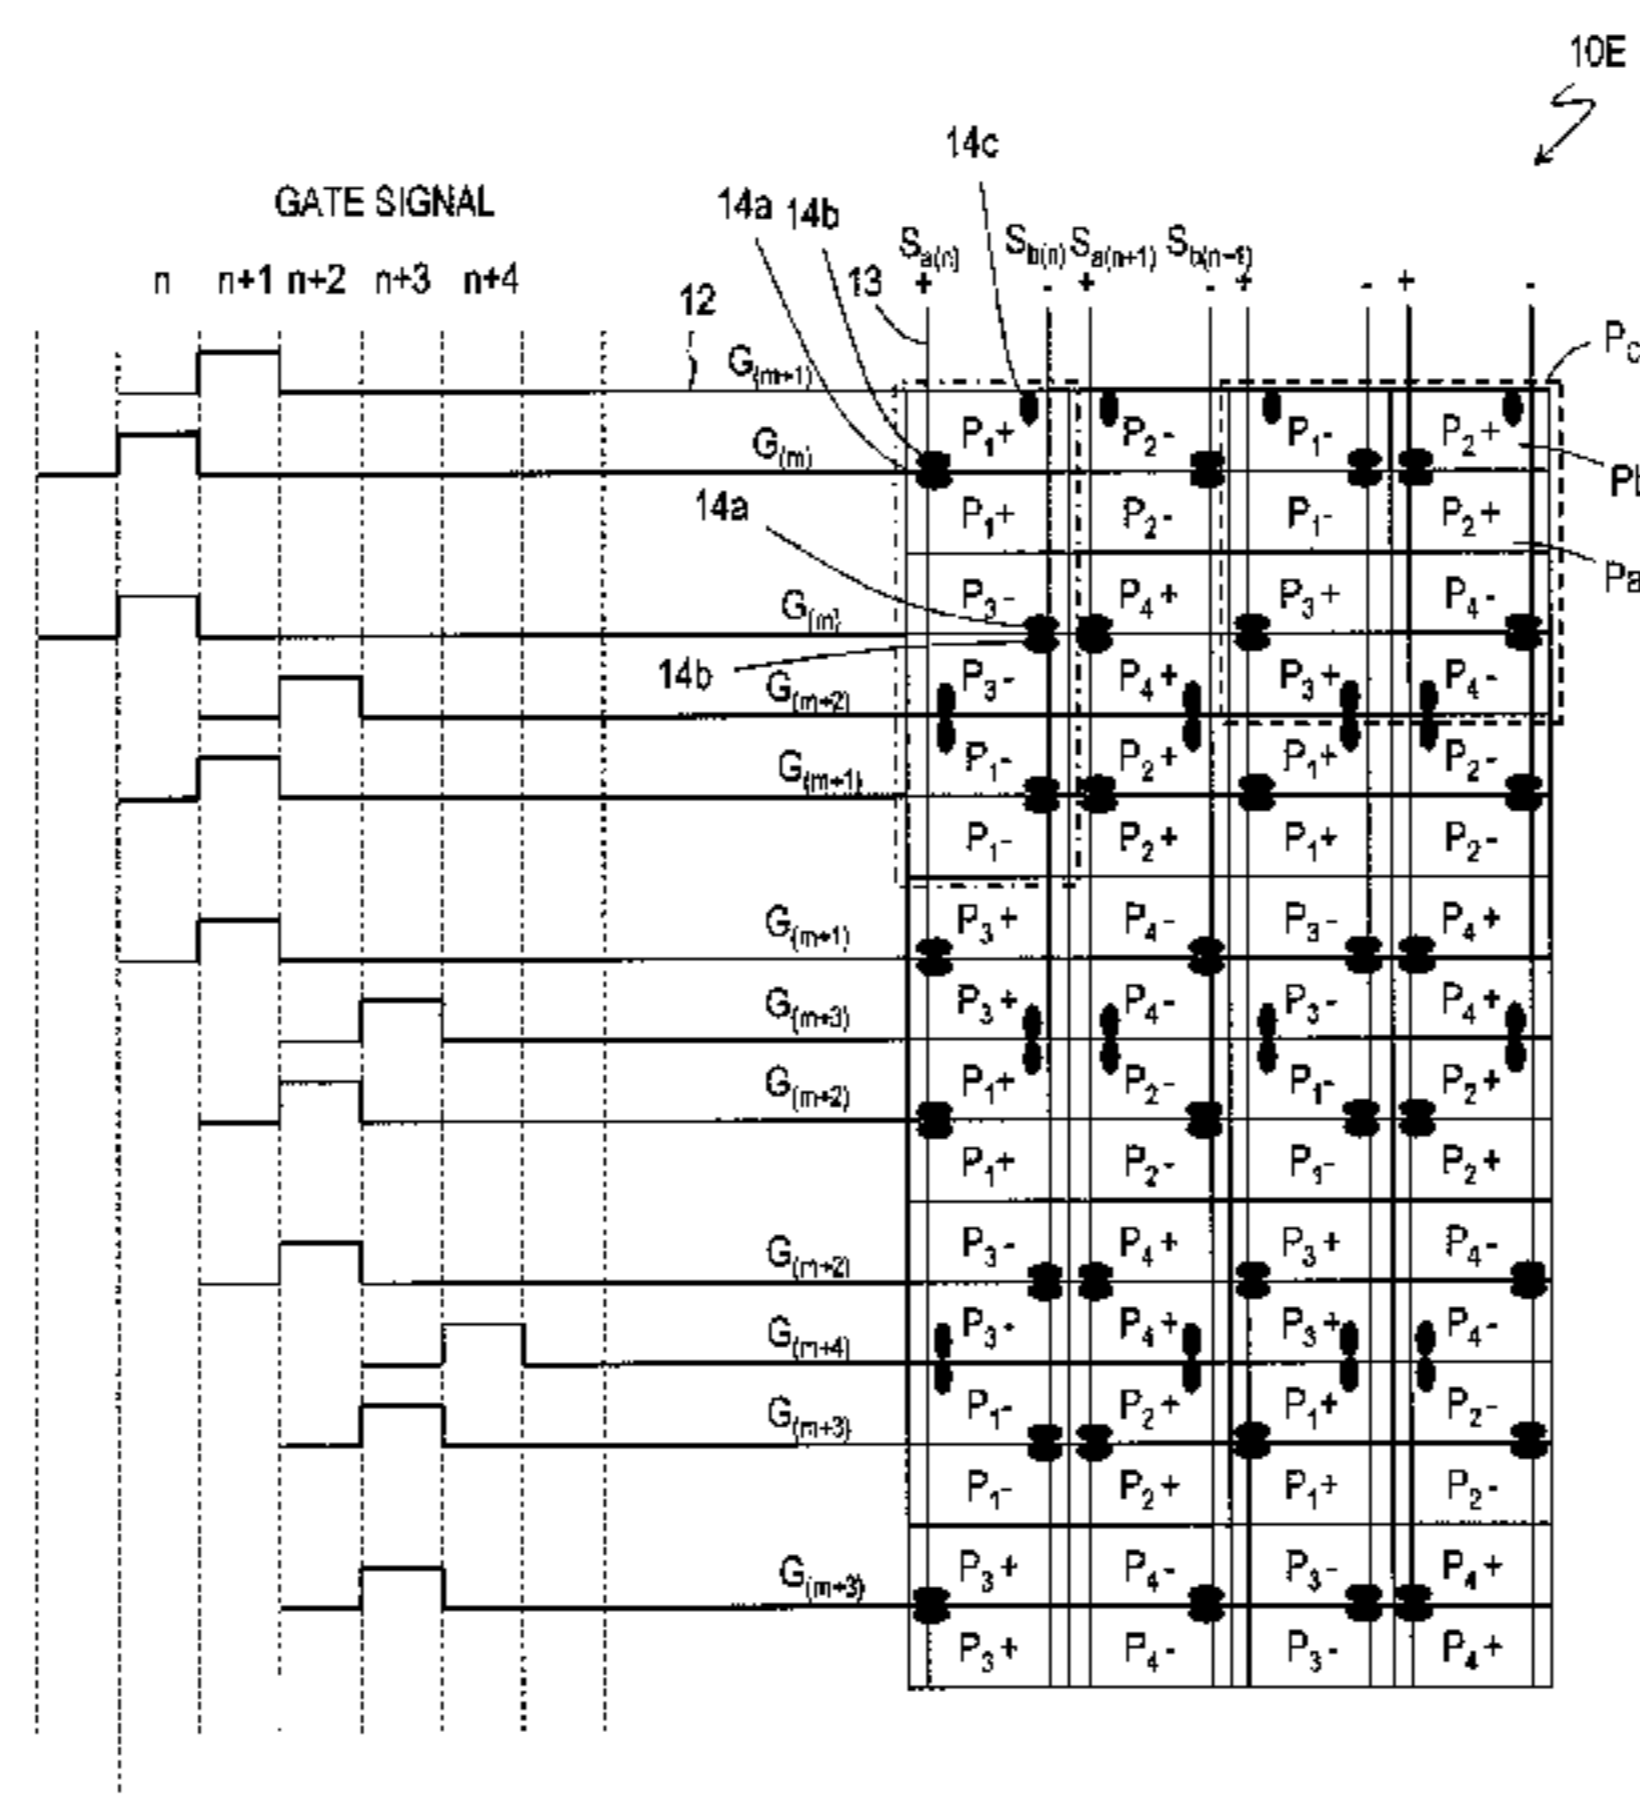 10E
14c
GATE SIGNAL
14a 14b
Sa(n) Sb(n) Sa(n+1) Sb(n+1)
n n+1 n+2 n+3 n+4
13 + - + - + - + -
12
G(m+1)
Pc
P1+ P2- P1- P2+
G(m)
Pb
14a
P1+ P2- P1- P2+
Pa
P3- P4+ P3+ P4-
G(m)
14b
P3- P4+ P3+ P4-
G(m+2)
P1- P2+ P1+ P2-
G(m+1)
P1- P2+ P1+ P2-
P3+ P4- P3- P4+
G(m+1)
P3+ P4- P3- P4+
G(m+3)
P1+ P2- P1- P2+
G(m+2)
P1+ P2- P1- P2+
P3- P4+ P3+ P4-
G(m+2)
P3- P4+ P3+ P4-
G(m+4)
P1- P2+ P1+ P2-
G(m+3)
P1- P2+ P1+ P2-
P3+ P4- P3- P4+
G(m+3)
P3+ P4- P3- P4+